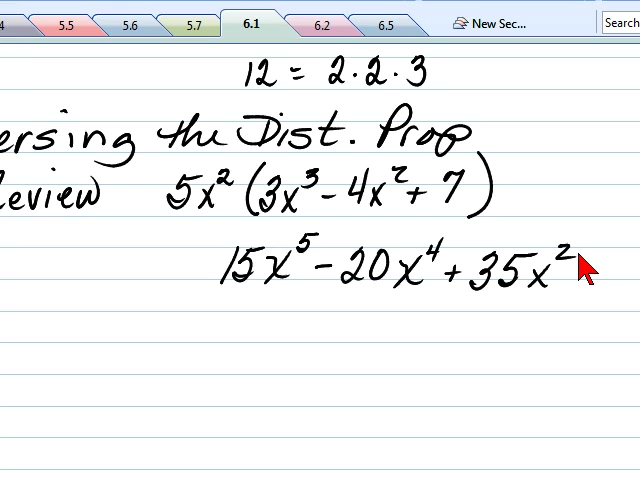 4 5.5 5.6 5.7 6.1 6.2 6.5 New Sec... Search
12 = 2·2·3
ersing the Dist. Prop
Review 5x² (3x³ - 4x² + 7)
15x⁵ - 20x⁴ + 35x²